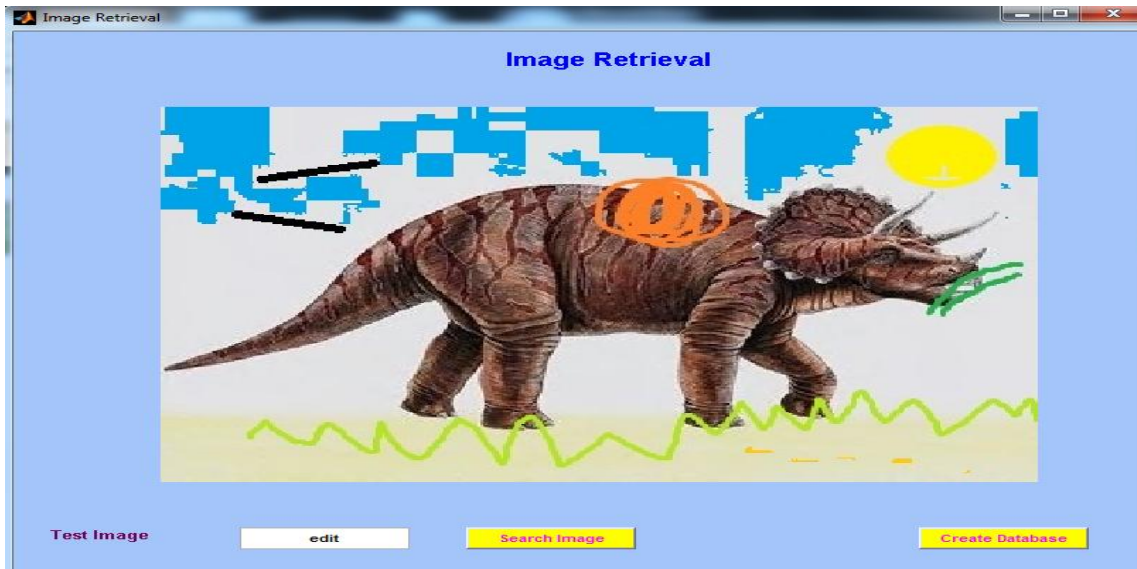 Image Retrieval
Image Retrieval
Test Image
edit
Search Image
Create Database